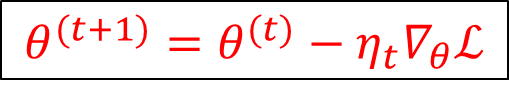 θ^(t+1) = θ^(t) − η_t ∇_θ ℒ